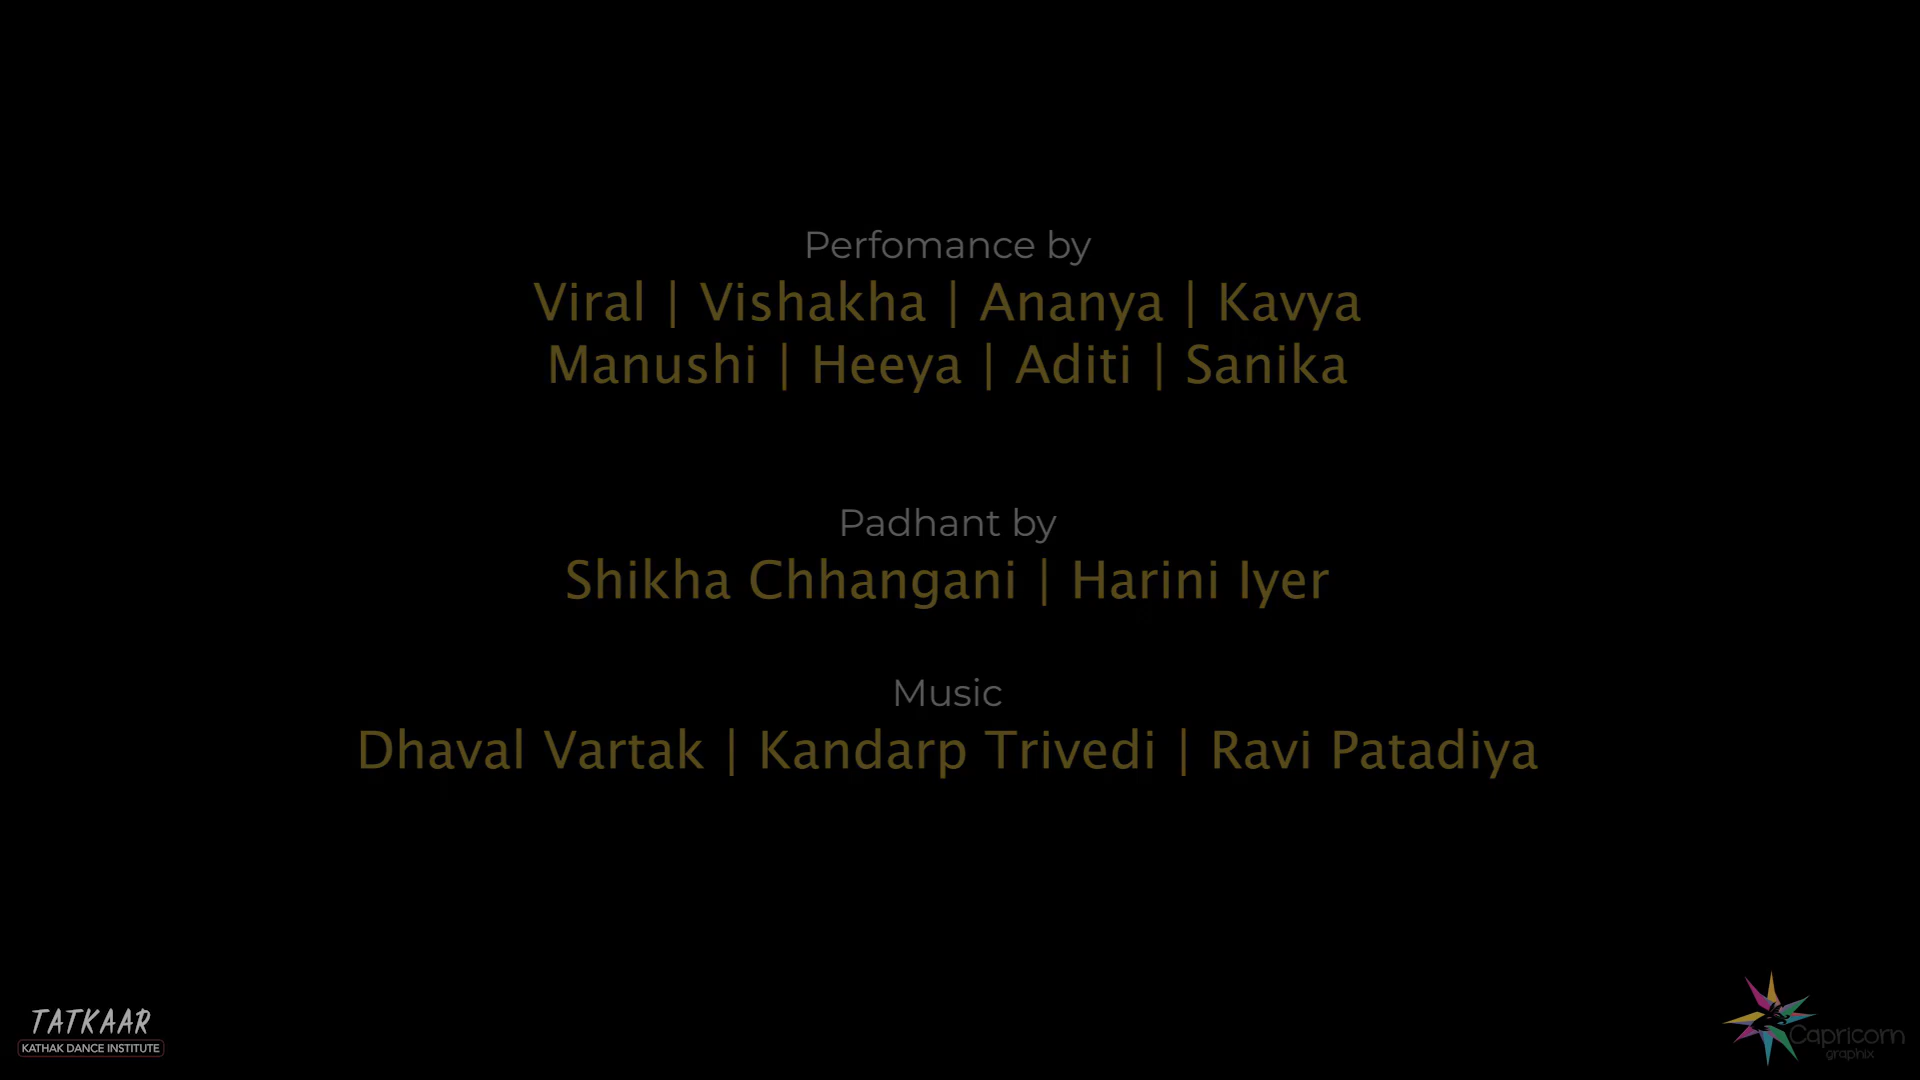 Perfomance by
Viral | Vishakha | Ananya | Kavya
Manushi | Heeya | Aditi | Sanika
Padhant by
Shikha Chhangani | Harini Iyer
Music
Dhaval Vartak | Kandarp Trivedi | Ravi Patadiya
TATKAAR
KATHAK DANCE INSTITUTE
Capricorn
graphix